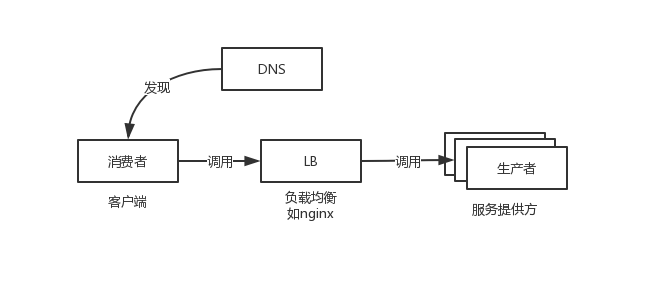 DNS
发现
消费者
调用
LB
调用
生产者
客户端
负载均衡
如nginx
服务提供方